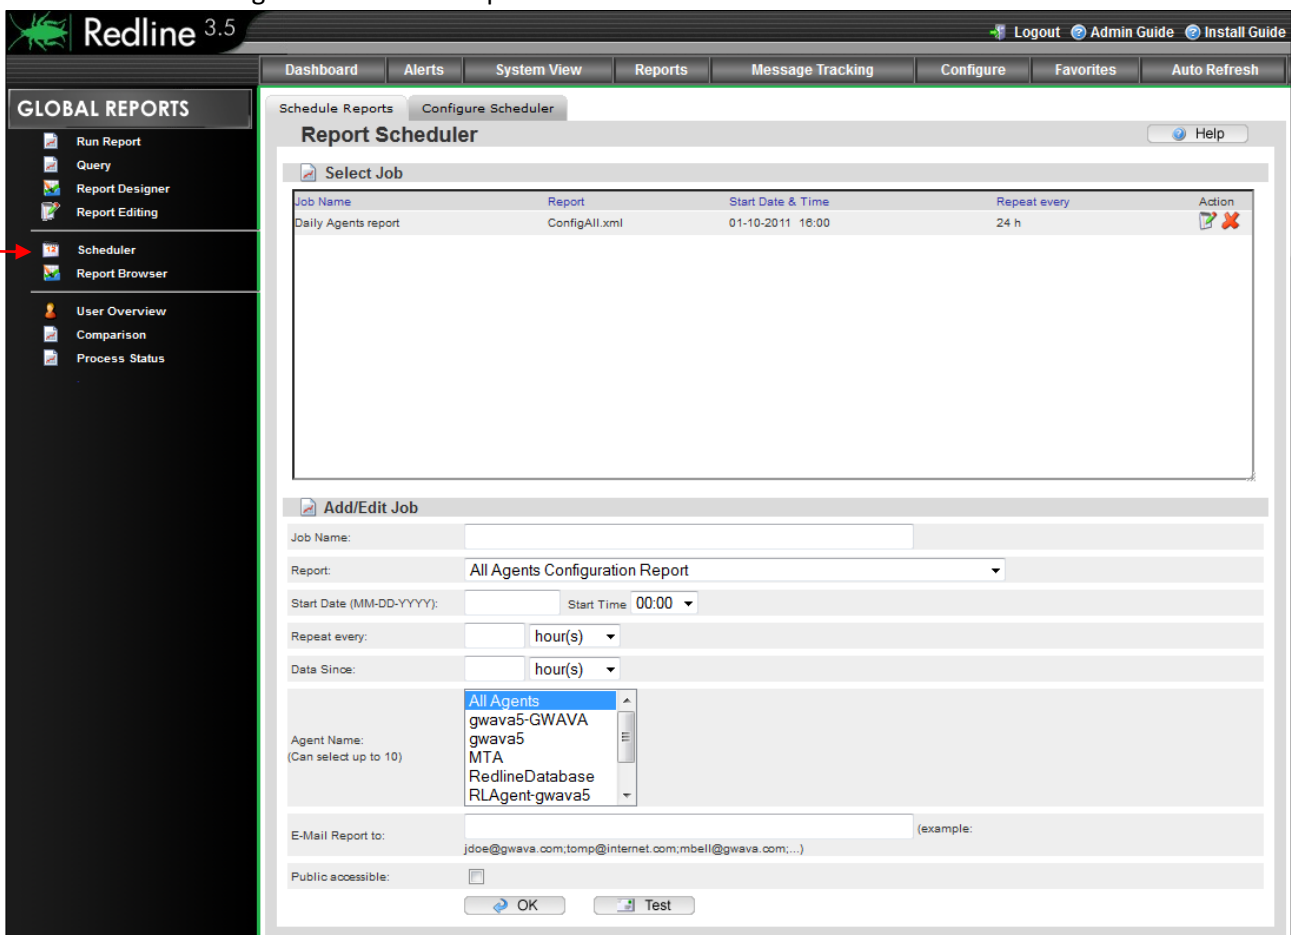 Redline 3.5
Logout Admin Guide Install Guide
Dashboard Alerts System View Reports Message Tracking Configure Favorites Auto Refresh
GLOBAL REPORTS
Run Report
Query
Report Designer
Report Editing
Scheduler
Report Browser
User Overview
Comparison
Process Status
Schedule Reports Configure Scheduler
Report Scheduler
Help
Select Job
Job Name Report Start Date & Time Repeat every Action
Daily Agents report ConfigAll.xml 01-10-2011 16:00 24 h
Add/Edit Job
Job Name:
Report: All Agents Configuration Report
Start Date (MM-DD-YYYY): Start Time 00:00
Repeat every: hour(s)
Data Since: hour(s)
Agent Name:
(Can select up to 10)
All Agents
gwava5-GWAVA
gwava5
MTA
RedlineDatabase
RLAgent-gwava5
E-Mail Report to: (example:
jdoe@gwava.com;tomp@internet.com;mbell@gwava.com;...)
Public accessible:
OK Test